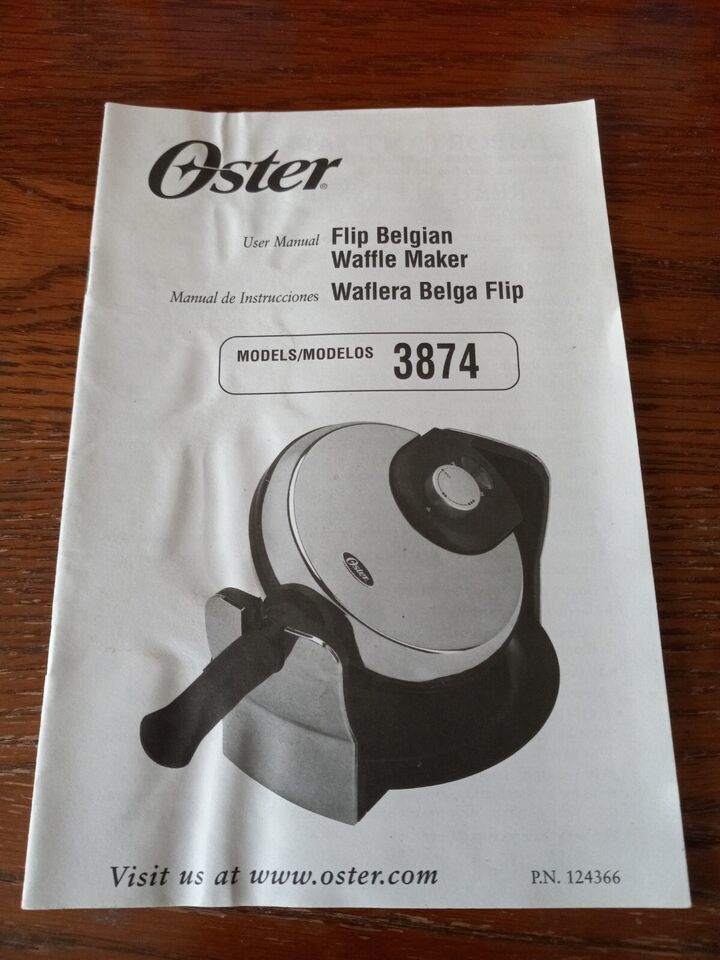 Oster®
User Manual Flip Belgian
Waffle Maker
Manual de Instrucciones Waflera Belga Flip
MODELS/MODELOS 3874
Oster
Visit us at www.oster.com
P.N. 124366